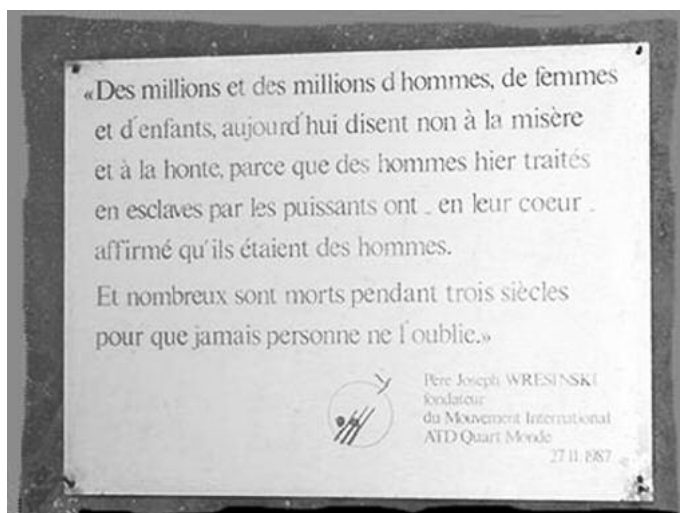 «Des millions et des millions d'hommes, de femmes
et d'enfants, aujourd'hui disent non à la misère
et à la honte, parce que des hommes hier traités
en esclaves par les puissants ont - en leur coeur -
affirmé qu'ils étaient des hommes.
Et nombreux sont morts pendant trois siècles
pour que jamais personne ne l'oublie.»
Père Joseph WRESINSKI
fondateur
du Mouvement International
ATD Quart Monde
27.11.1987